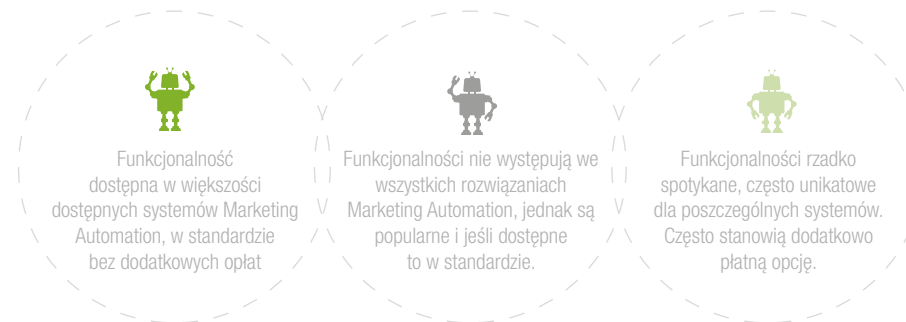 Funkcjonalność
dostępna w większości
dostępnych systemów Marketing
Automation, w standardzie
bez dodatkowych opłat
Funkcjonalności nie występują we
wszystkich rozwiązaniach
Marketing Automation, jednak są
popularne i jeśli dostępne
to w standardzie.
Funkcjonalności rzadko
spotykane, często unikatowe
dla poszczególnych systemów.
Często stanowią dodatkowo
płatną opcję.